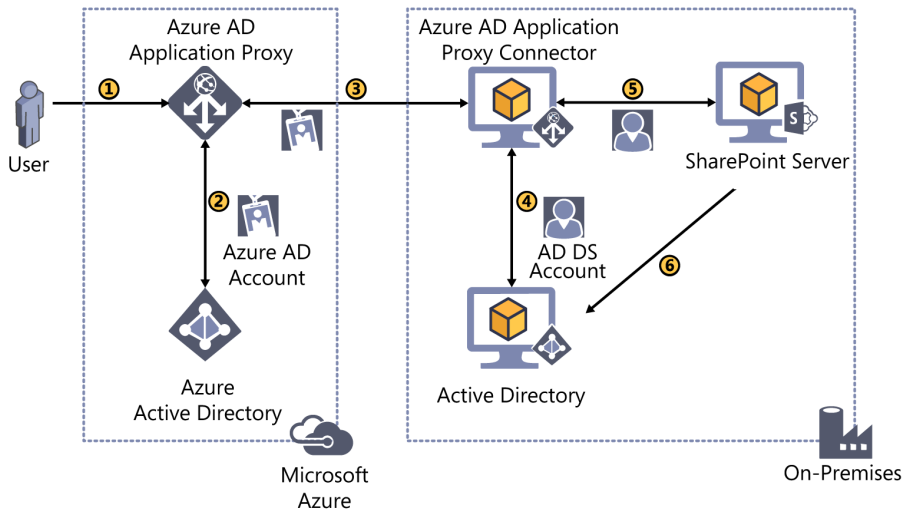 Azure AD
Application Proxy
Azure AD Application
Proxy Connector
1
3
5
User
S
SharePoint Server
2
Azure AD
Account
4
AD DS
Account
6
Azure
Active Directory
Active Directory
Microsoft
Azure
On-Premises